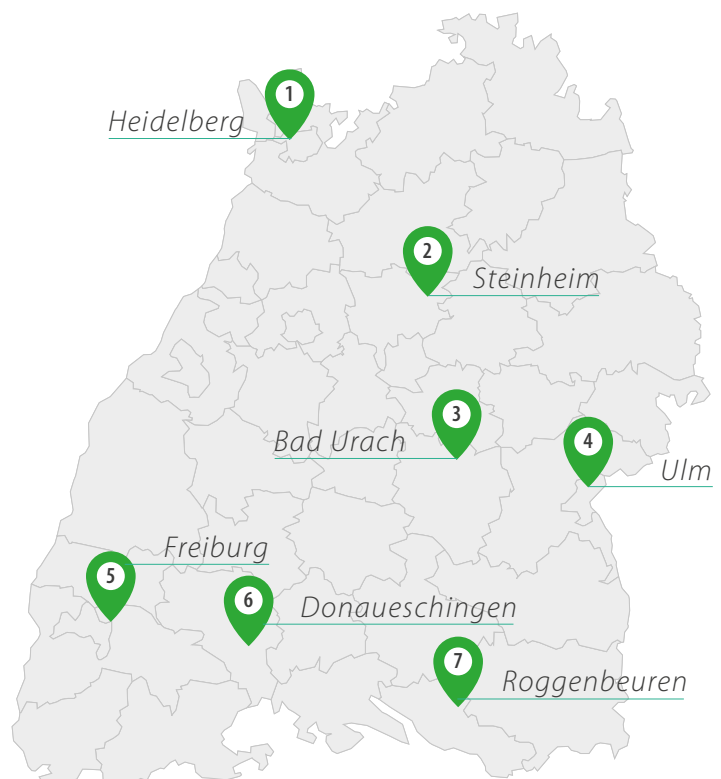 1
Heidelberg
2
Steinheim
3
Bad Urach
4
Ulm
Freiburg
5
6
Donaueschingen
7
Roggenbeuren